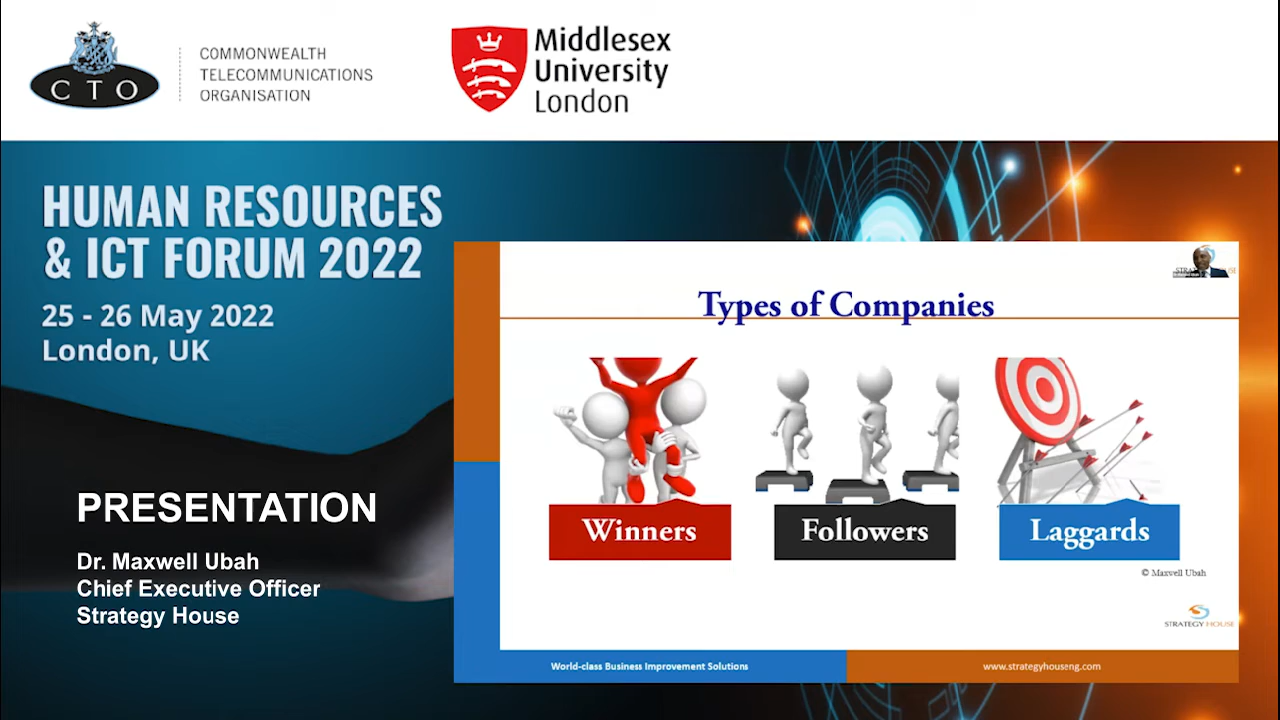 CTO
COMMONWEALTH
TELECOMMUNICATIONS
ORGANISATION
Middlesex
University
London
HUMAN RESOURCES
& ICT FORUM 2022
25 - 26 May 2022
London, UK
PRESENTATION
Dr. Maxwell Ubah
Chief Executive Officer
Strategy House
Types of Companies
Winners
Followers
Laggards
© Maxwell Ubah
STRATEGY HOUSE
World-class Business Improvement Solutions
www.strategyhouseng.com